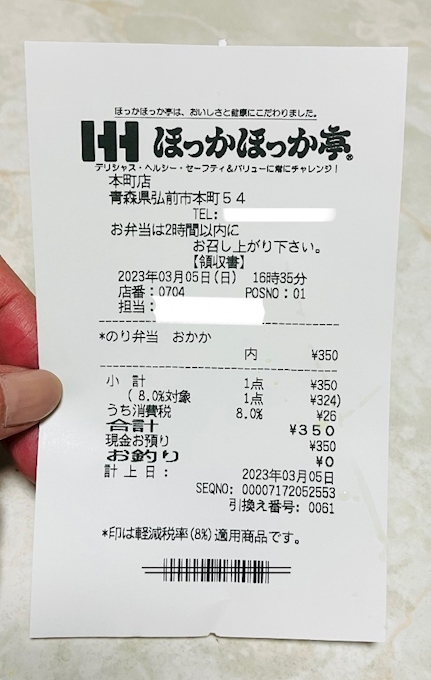 ほっかほっか亭は、おいしさと健康にこだわりました。
ほっかほっか亭®
デリシャス・ヘルシー・セーフティ&バリューに常にチャレンジ!
本町店
青森県弘前市本町54
TEL:
お弁当は2時間以内に
お召し上がり下さい。
【領収書】
2023年03月05日(日) 16時35分
店番:0704 POSNO:01
担当:
*のり弁当 おかか
内 ¥350
小 計 1点 ¥350
( 8.0%対象 1点 ¥324)
うち消費税 8.0% ¥26
合計 ¥350
現金お預り ¥350
お釣り ¥0
計上日: 2023年03月05日
SEQNO: 00007172052553
引換え番号: 0061
*印は軽減税率(8%)適用商品です。